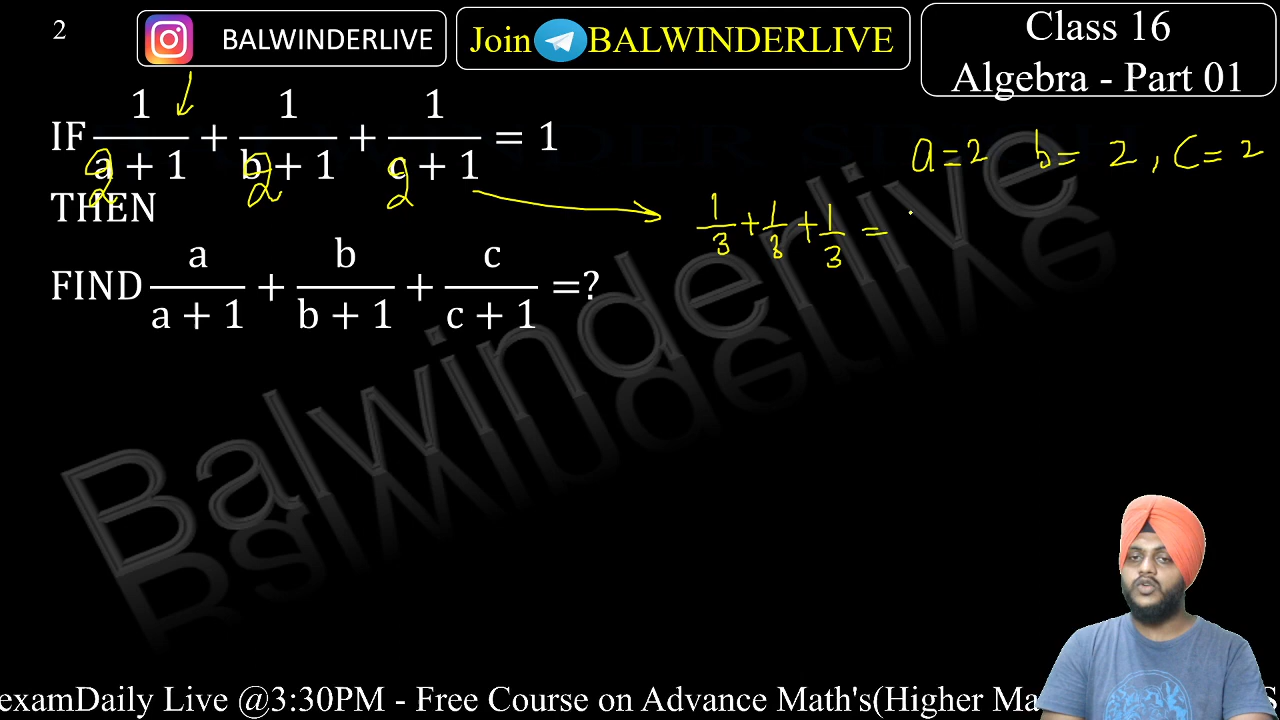 2
BALWINDERLIVE
Join BALWINDERLIVE
Class 16
Algebra - Part 01
IF 1/(a + 1) + 1/(b + 1) + 1/(c + 1) = 1
2 2 2
a=2 b= 2, c= 2
THEN
1/3 + 1/3 + 1/3 =
FIND a/(a + 1) + b/(b + 1) + c/(c + 1) =?
Balwinderlive
examDaily Live @3:30PM - Free Course on Advance Math's(Higher Ma